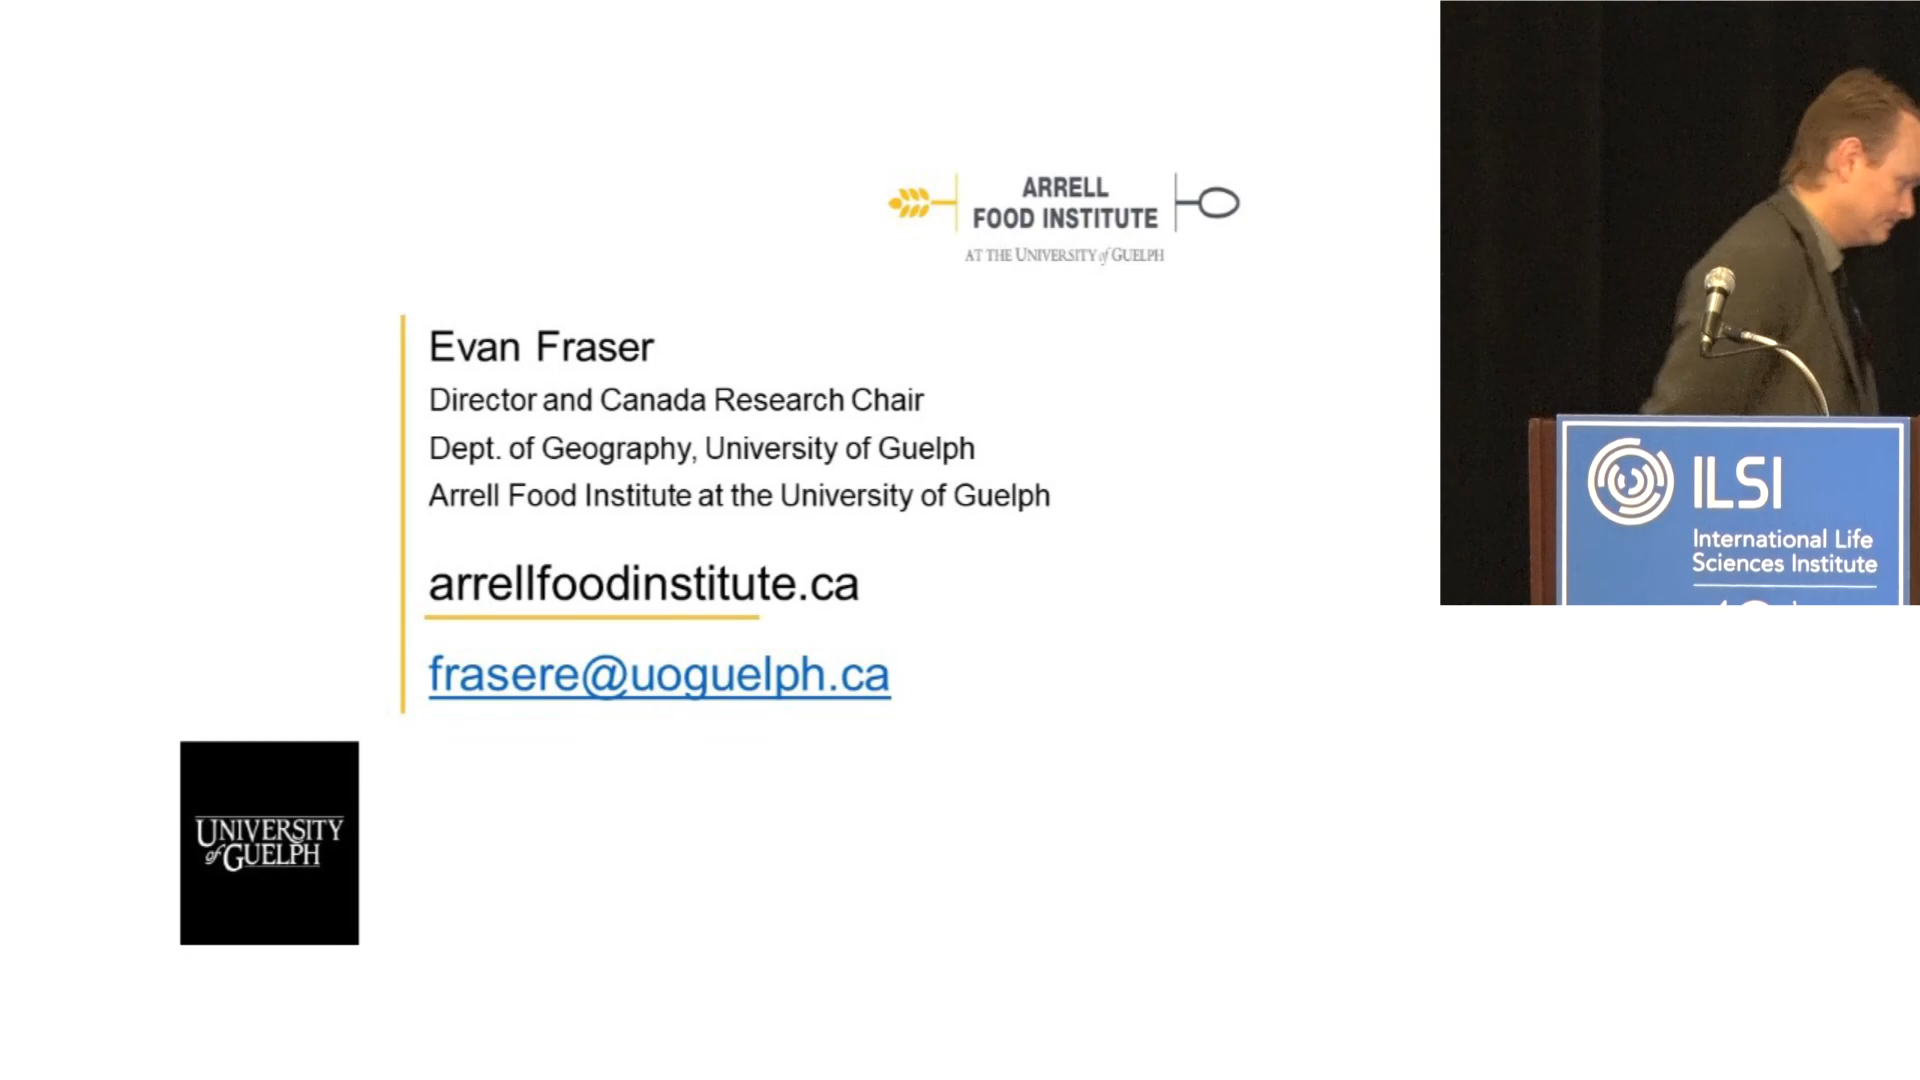 ARRELL
FOOD INSTITUTE
AT THE UNIVERSITY of GUELPH
Evan Fraser
Director and Canada Research Chair
Dept. of Geography, University of Guelph
Arrell Food Institute at the University of Guelph
arrellfoodinstitute.ca
frasere@uoguelph.ca
UNIVERSITY
of GUELPH
ILSI
International Life
Sciences Institute